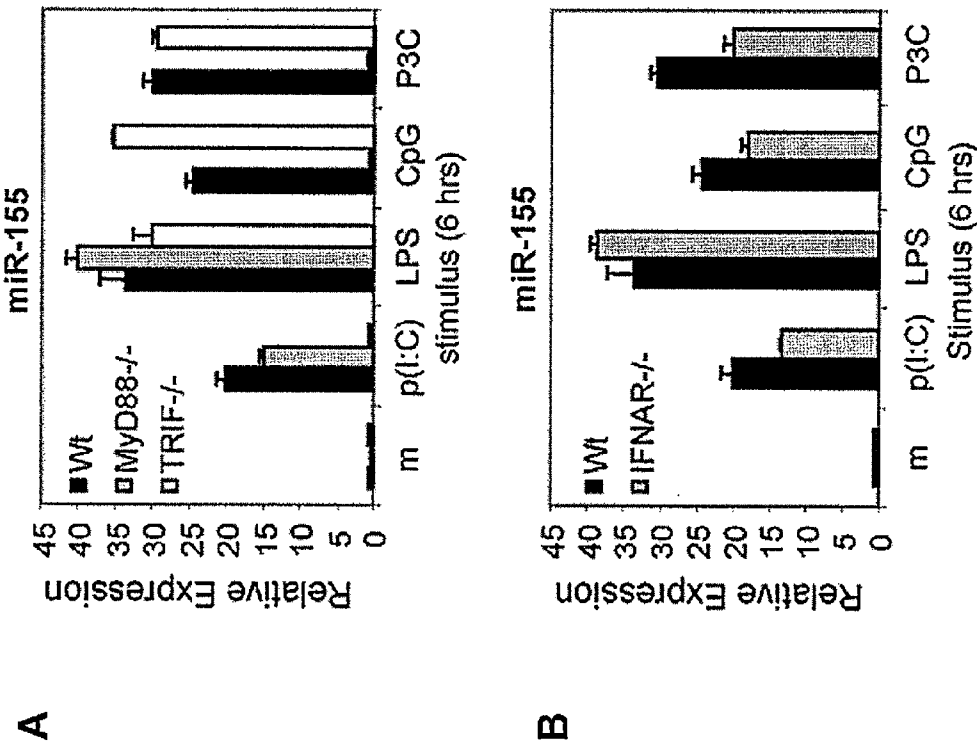 A
miR-155
Relative Expression
45
40
35
30
25
20
15
10
5
0
Wt
MyD88-/-
TRIF-/-
m p(I:C) LPS CpG P3C
stimulus (6 hrs)
B
miR-155
Relative Expression
45
40
35
30
25
20
15
10
5
0
Wt
IFNAR-/-
m p(I:C) LPS CpG P3C
Stimulus (6 hrs)